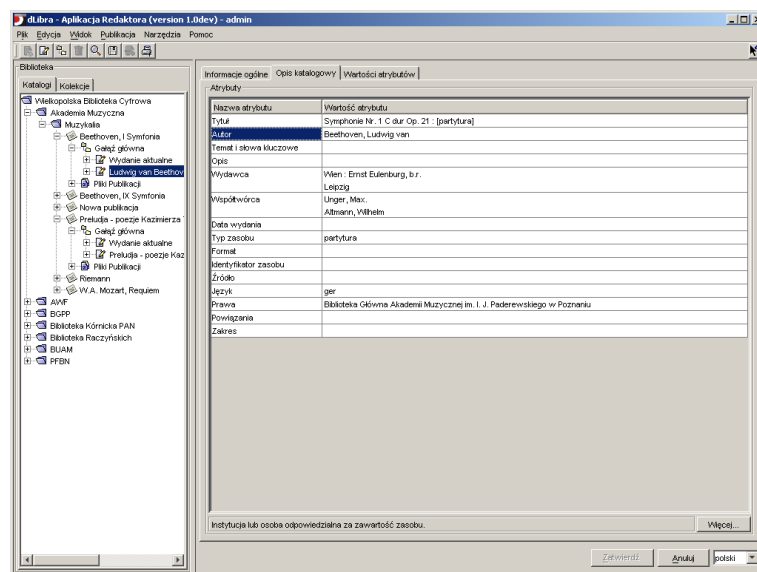 dLibra - Aplikacja Redaktora (version 1.0dev) - admin
Plik Edycja Widok Publikacja Narzędzia Pomoc
Biblioteka
Katalogi Kolekcje
Wielkopolska Biblioteka Cyfrowa
Akademia Muzyczna
Muzykalia
Beethoven, I Symfonia
Gałąź główna
Wydanie aktualne
Ludwig van Beethov
Pliki Publikacji
Beethoven, IX Symfonia
Nowa publikacja
Preludja - poezje Kazimierza
Gałąź główna
Wydanie aktualne
Preludja - poezje Kaz
Pliki Publikacji
Riemann
W.A. Mozart, Requiem
AWF
BGPP
Biblioteka Kórnicka PAN
Biblioteka Raczyńskich
BUAM
PFBN
Informacje ogólne Opis katalogowy Wartości atrybutów
Atrybuty
Nazwa atrybutu Wartość atrybutu
Tytuł Symphonie Nr. 1 C dur Op. 21 : [partytura]
Autor Beethoven, Ludwig van
Temat i słowa kluczowe
Opis
Wydawca Wien : Ernst Eulenburg, b.r.
Leipzig
Współtwórca Unger, Max.
Altmann, Wilhelm
Data wydania
Typ zasobu partytura
Format
Identyfikator zasobu
Źródło
Język ger
Prawa Biblioteka Główna Akademii Muzycznej im. I. J. Paderewskiego w Poznaniu
Powiązania
Zakres
Instytucja lub osoba odpowiedzialna za zawartość zasobu.
Więcej...
Zatwierdź Anuluj polski